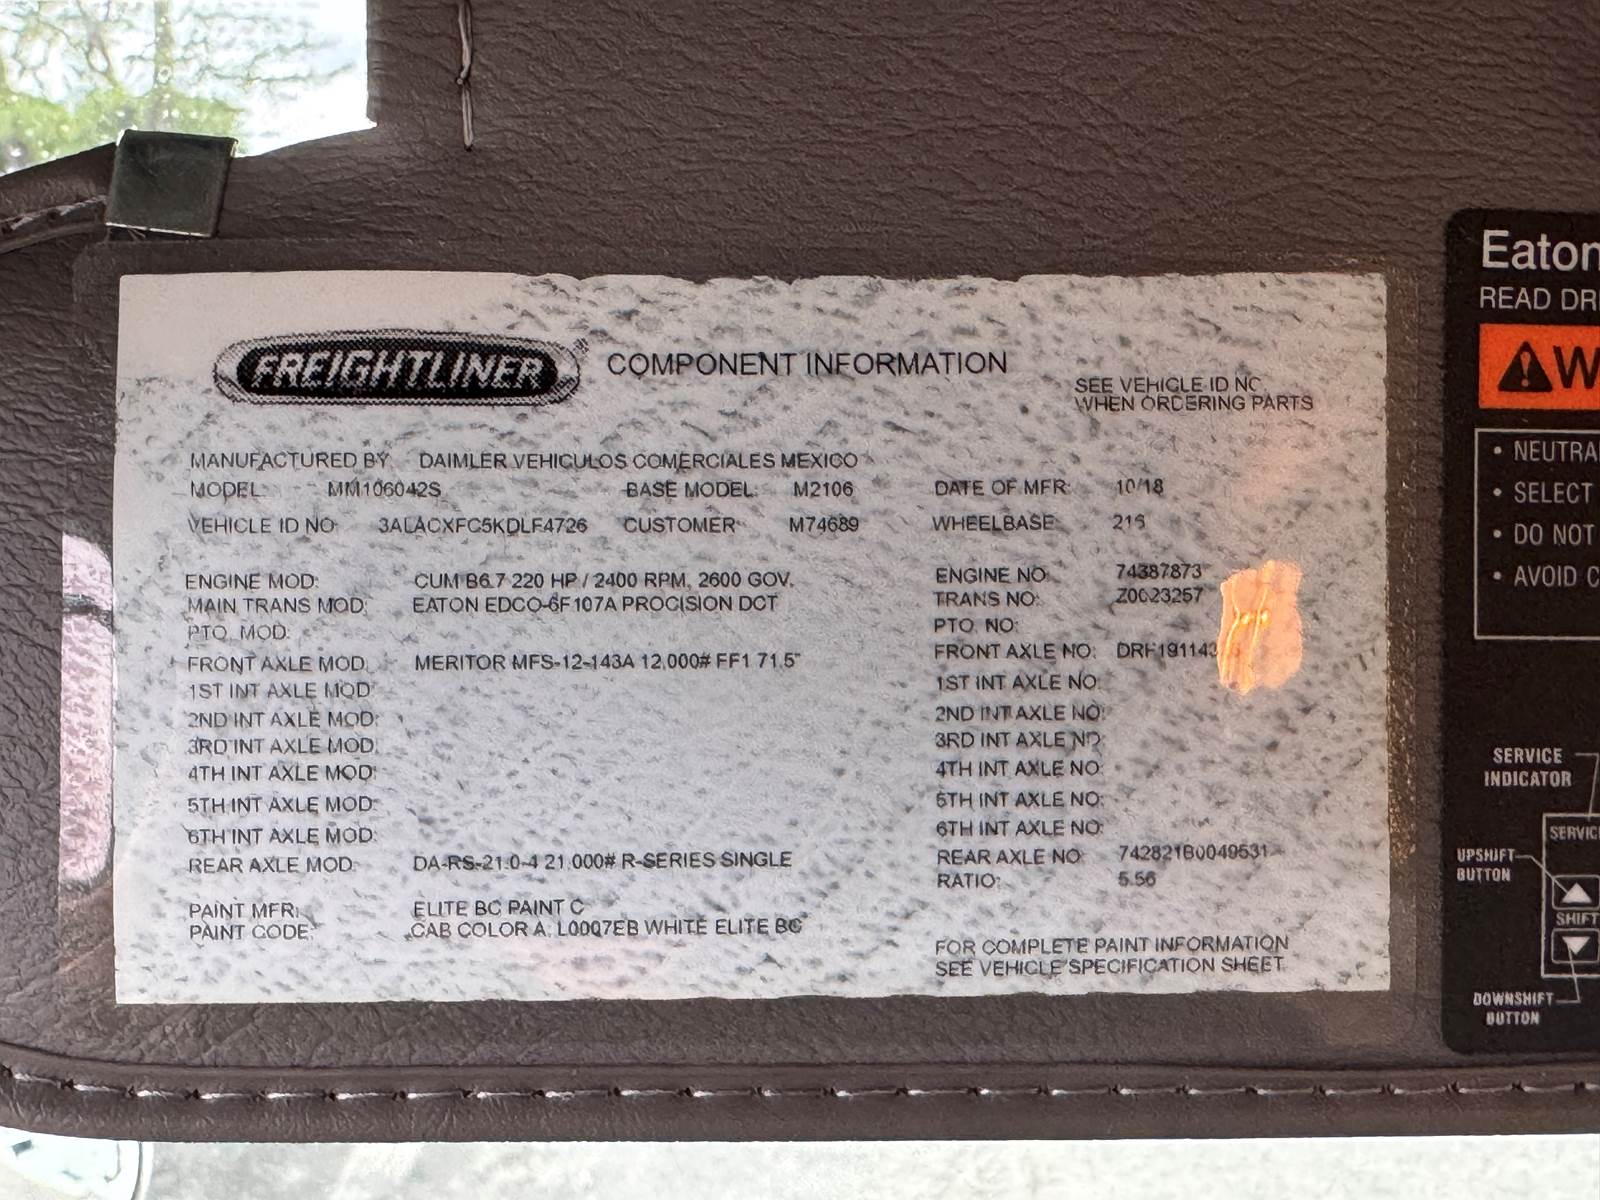 FREIGHTLINER COMPONENT INFORMATION
SEE VEHICLE ID NO.
WHEN ORDERING PARTS
MANUFACTURED BY DAIMLER VEHICULOS COMERCIALES MEXICO
MODEL: MM106042S BASE MODEL: M2106 DATE OF MFR: 10/18
VEHICLE ID NO: 3ALACXFC5KDLF4726 CUSTOMER M74689 WHEELBASE: 216
ENGINE MOD: CUM B6.7 220 HP / 2400 RPM, 2600 GOV. ENGINE NO: 74387873
MAIN TRANS MOD: EATON EDCO-6F107A PROCISION DCT TRANS NO: Z0623257
PTO. MOD: PTO. NO:
FRONT AXLE MOD: MERITOR MFS-12-143A 12,000# FF1 71.5" FRONT AXLE NO:
1ST INT AXLE MOD: 1ST INT AXLE NO:
2ND INT AXLE MOD: 2ND INT AXLE NO:
3RD INT AXLE MOD: 3RD INT AXLE NO:
4TH INT AXLE MOD: 4TH INT AXLE NO:
5TH INT AXLE MOD: 5TH INT AXLE NO:
6TH INT AXLE MOD: 6TH INT AXLE NO:
REAR AXLE MOD: DA-RS-21.0-4 21,000# R-SERIES SINGLE REAR AXLE NO: 742821B0049531
RATIO: 5.56
PAINT MFR: ELITE BC PAINT C
PAINT CODE: CAB COLOR A: L0007EB WHITE ELITE BC
FOR COMPLETE PAINT INFORMATION
SEE VEHICLE SPECIFICATION SHEET
Eaton
READ
• SELECT
• DO NOT
• AVOID
SERVICE
INDICATOR
UPSHIFT
BUTTON
SHIFT
DOWNSHIFT
BUTTON